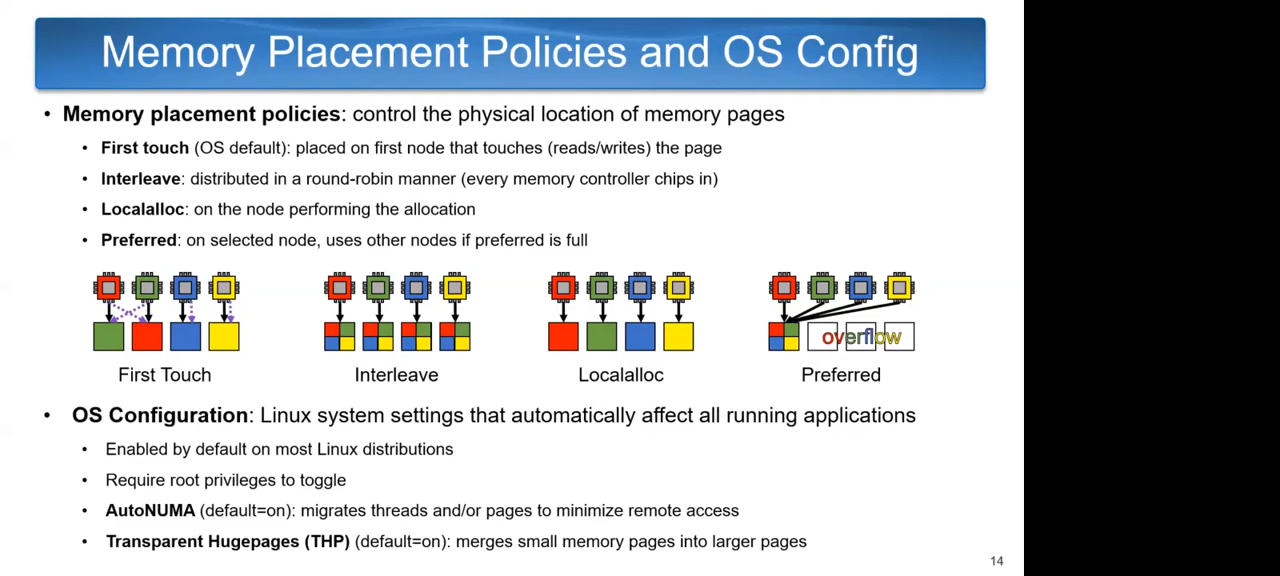 Memory Placement Policies and OS Config
• Memory placement policies: control the physical location of memory pages
• First touch (OS default): placed on first node that touches (reads/writes) the page
• Interleave: distributed in a round-robin manner (every memory controller chips in)
• Localalloc: on the node performing the allocation
• Preferred: on selected node, uses other nodes if preferred is full
overflow
First Touch Interleave Localalloc Preferred
• OS Configuration: Linux system settings that automatically affect all running applications
• Enabled by default on most Linux distributions
• Require root privileges to toggle
• AutoNUMA (default=on): migrates threads and/or pages to minimize remote access
• Transparent Hugepages (THP) (default=on): merges small memory pages into larger pages
14